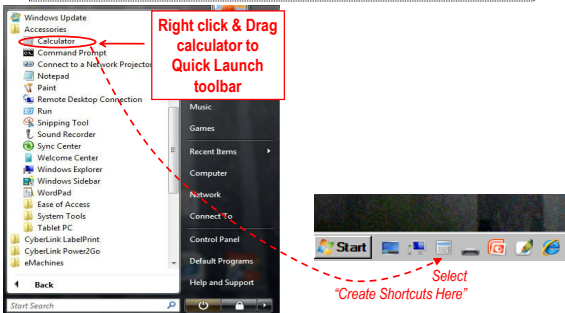 Windows Update
Accessories
Calculator
Command Prompt
Connect to a Network Projector
Notepad
Paint
Remote Desktop Connection
Run
Snipping Tool
Sound Recorder
Sync Center
Welcome Center
Windows Explorer
Windows Sidebar
WordPad
Ease of Access
System Tools
Tablet PC
CyberLink LabelPrint
CyberLink Power2Go
eMachines
Back
Start Search
Right click & Drag
calculator to
Quick Launch
toolbar
Music
Games
Recent Items
Computer
Network
Connect To
Control Panel
Default Programs
Help and Support
Start
Select
“Create Shortcuts Here”